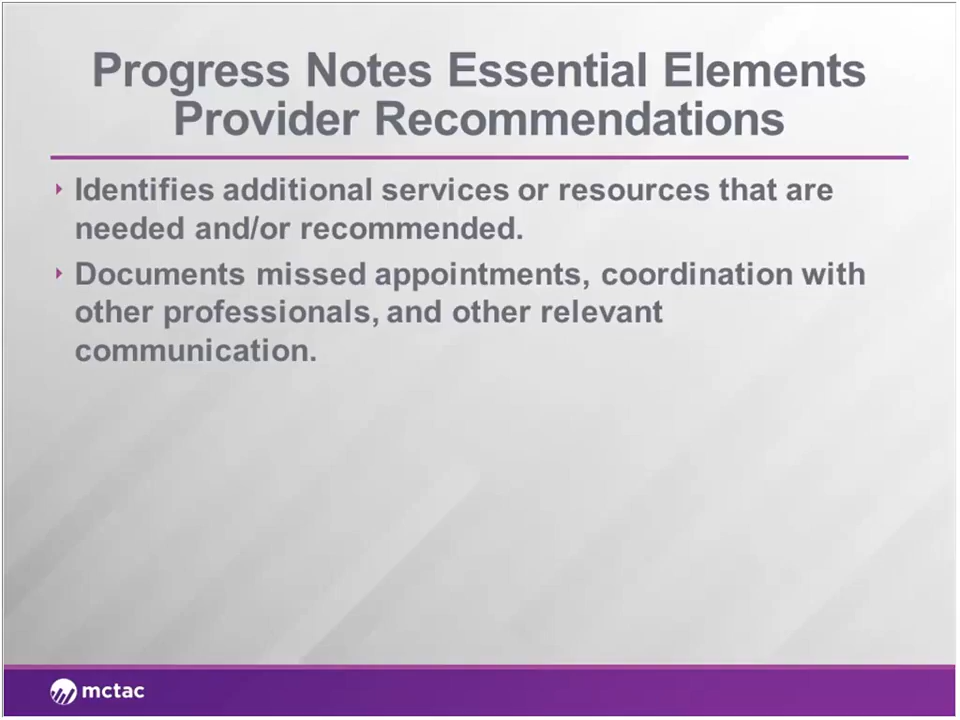 Progress Notes Essential Elements
Provider Recommendations
Identifies additional services or resources that are
needed and/or recommended.
Documents missed appointments, coordination with
other professionals, and other relevant
communication.
mctac